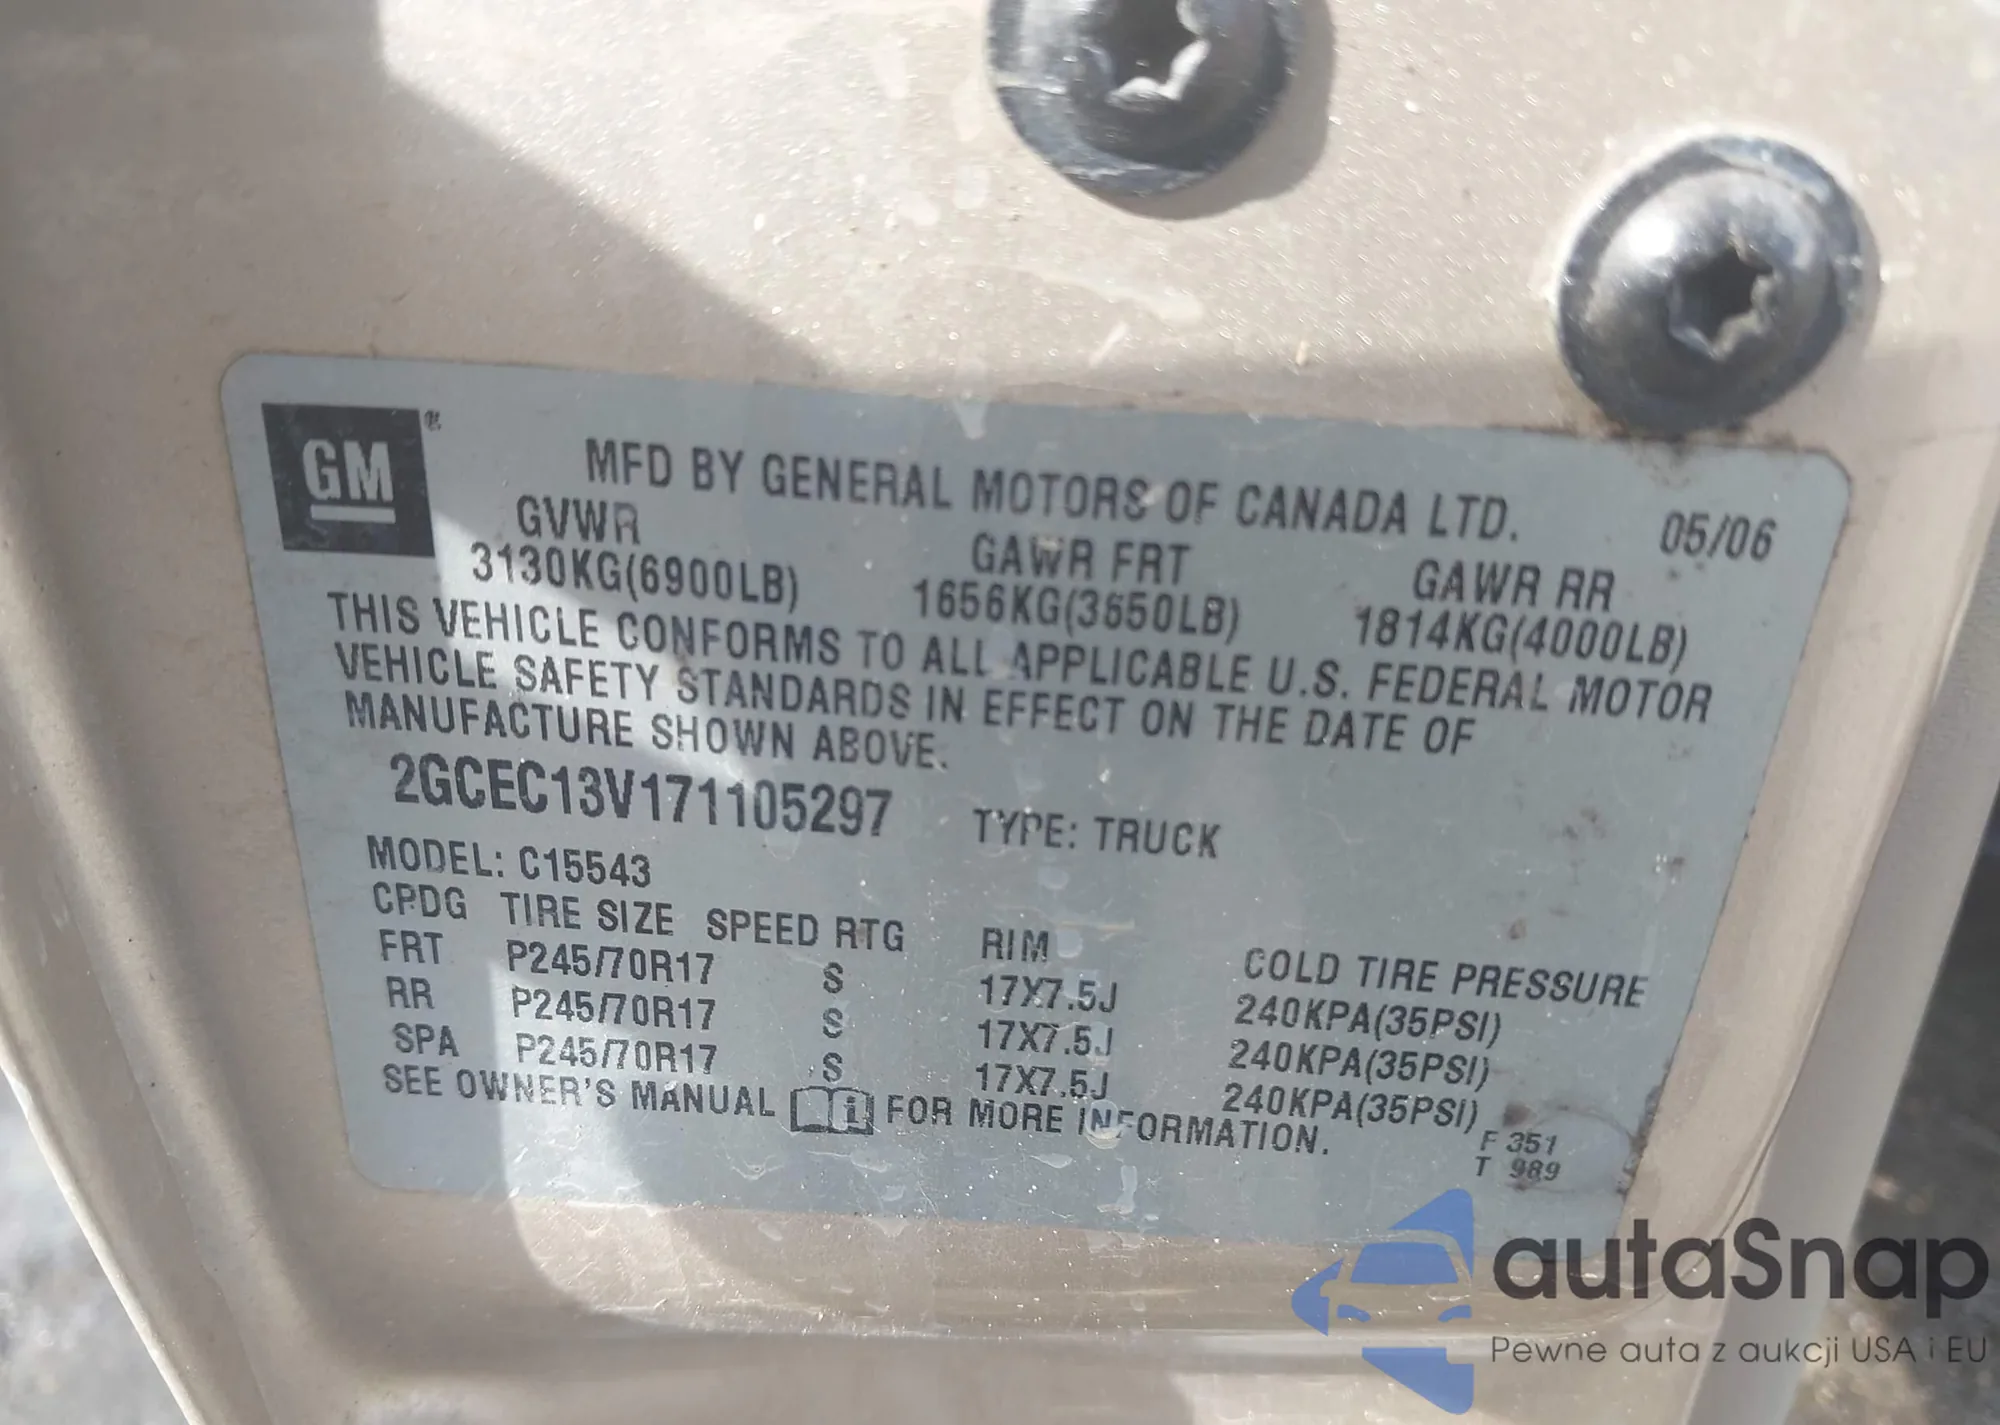 GM
MFD BY GENERAL MOTORS OF CANADA LTD. 05/06
GVWR GAWR FRT GAWR RR
3130KG(6900LB) 1656KG(3650LB) 1814KG(4000LB)
THIS VEHICLE CONFORMS TO ALL APPLICABLE U.S. FEDERAL MOTOR
VEHICLE SAFETY STANDARDS IN EFFECT ON THE DATE OF
MANUFACTURE SHOWN ABOVE.
2GCEC13V171105297 TYPE: TRUCK
MODEL: C15543
CPDG TIRE SIZE SPEED RTG RIM COLD TIRE PRESSURE
FRT P245/70R17 S 17X7.5J 240KPA(35PSI)
RR P245/70R17 S 17X7.5J 240KPA(35PSI)
SPA P245/70R17 S 17X7.5J 240KPA(35PSI)
SEE OWNER'S MANUAL FOR MORE INFORMATION.
F 351
T 989
autaSnap
Pewne auta z aukcji USA i EU